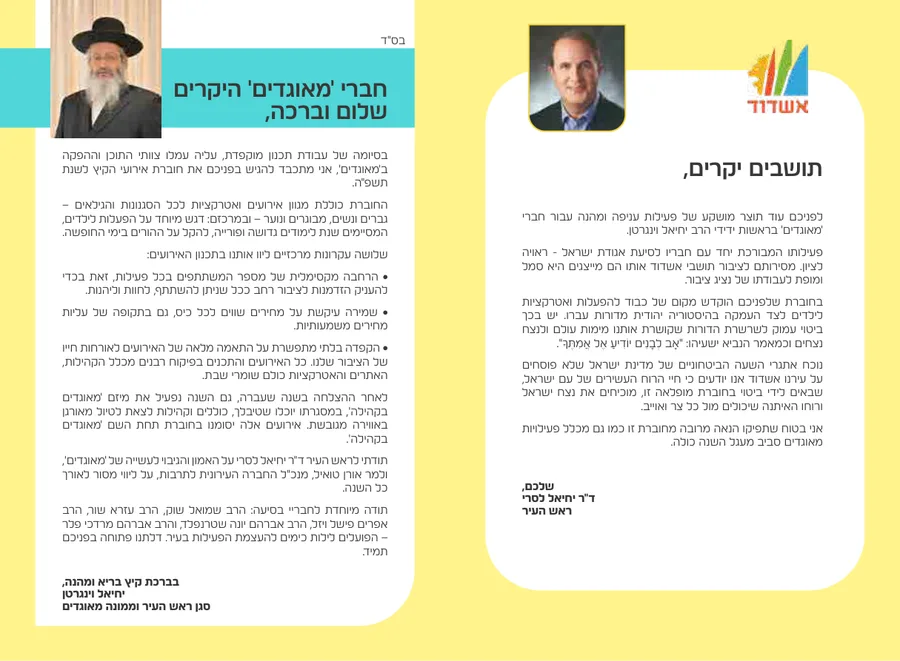 אשדוד
תושבים יקרים,
לפניכם עוד תוצר מושקע של פעילות עניפה ומהנה עבור חברי
'מאוגדים' בראשות ידידי הרב יחיאל וינגרטן.
פעילותו המבורכת יחד עם חבריו לסיעת אגודת ישראל - ראויה
לציון. מסירותם לציבור תושבי אשדוד אותו הם מייצגים היא סמל
ומופת לעבודתו של נציג ציבור.
בחוברת שלפניכם הוקדש מקום של כבוד להפעלות ואטרקציות
לילדים לצד העמקה בהיסטוריה יהודית מדורות עברו. יש בכך
ביטוי עמוק לשרשרת הדורות שקושרת אותנו מימות עולם ולנצח
נצחים וכמאמר הנביא ישעיהו: "אָב לְבָנִים יוֹדִיעַ אֶל אֲמִתֶּךָ".
נוכח אתגרי השעה הביטחוניים של מדינת ישראל שלא פוסחים
על עירנו אשדוד אנו יודעים כי חיי הרוח העשירים של עם ישראל,
שבאים לידי ביטוי בחוברת מופלאה זו, מוכיחים את נצח ישראל
ורוחו האיתנה שיכולים מול כל צר ואוייב.
אני בטוח שתפיקו הנאה מרובה מחוברת זו כמו גם מכלל פעילויות
מאוגדים סביב מעגל השנה כולה.
שלכם,
ד"ר יחיאל לסרי
ראש העיר
בס"ד
חברי 'מאוגדים' היקרים
שלום וברכה,
בסיומה של עבודת תכנון מוקפדת, עליה עמלו צוותי התוכן וההפקה
ב'מאוגדים', אני מתכבד להגיש בפניכם את חוברת אירועי הקיץ לשנת
תשפ"ה.
החוברת כוללת מגוון אירועים ואטרקציות לכל הסגנונות והגילאים –
גברים ונשים, מבוגרים ונוער – ובמרכזם: דגש מיוחד על הפעלות לילדים,
המסיימים שנת לימודים גדושה ופורייה, להקל על ההורים בימי החופשה.
שלושה עקרונות מרכזיים ליוו אותנו בתכנון האירועים:
• הרחבה מקסימלית של מספר המשתתפים בכל פעילות, זאת בכדי
להעניק הזדמנות לציבור רחב ככל שניתן להשתתף, לחוות וליהנות.
• שמירה עיקשת על מחירים שווים לכל כיס, גם בתקופה של עליות
מחירים משמעותיות.
• הקפדה בלתי מתפשרת על התאמה מלאה של האירועים לאורחות חייו
של הציבור שלנו. כל האירועים והתכנים בפיקוח רבנים מכלל הקהילות,
האתרים והאטרקציות כולם שומרי שבת.
לאחר ההצלחה בשנה שעברה, גם השנה נפעיל את מיזם 'מאוגדים
בקהילה', במסגרתו יוכלו שטיבלך, כוללים וקהילות לצאת לטיול מאורגן
באווירה מגובשת. אירועים אלה יסומנו בחוברת תחת השם 'מאוגדים
בקהילה'.
תודתי לראש העיר ד"ר יחיאל לסרי על האמון והגיבוי לעשייה של 'מאוגדים',
ולמר אורן טואיל, מנכ"ל החברה העירונית לתרבות, על ליווי מסור לאורך
כל השנה.
תודה מיוחדת לחבריי בסיעה: הרב שמואל שוק, הרב עזרא שור, הרב
אפרים פישל ויזל, הרב אברהם יונה שטרנפלד, והרב אברהם מרדכי פלר
– הפועלים לילות כימים להעצמת הפעילות בעיר. דלתנו פתוחה בפניכם
תמיד.
בברכת קיץ בריא ומהנה,
יחיאל וינגרטן
סגן ראש העיר וממונה מאוגדים